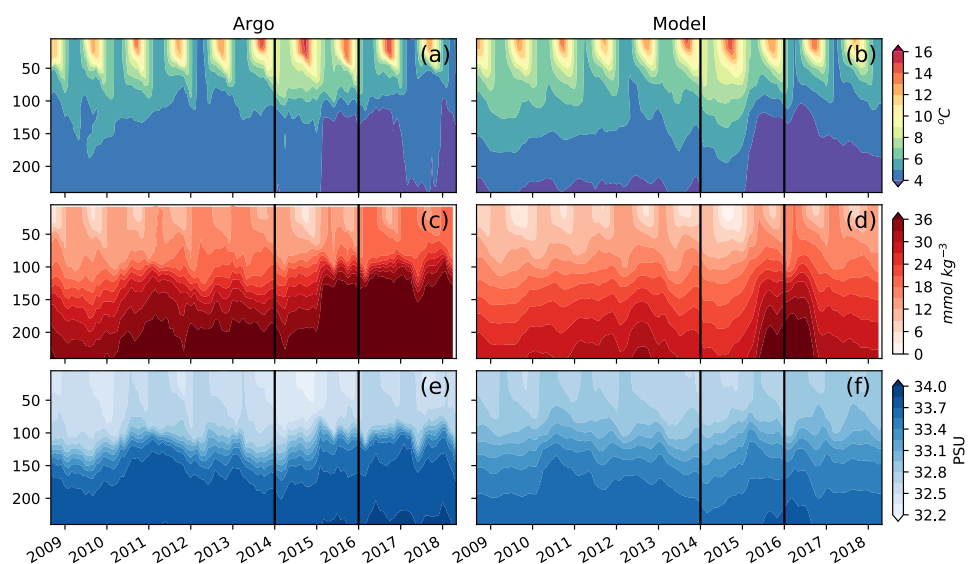 Argo Model
50 (a) (b) 16
100 14
150 12
200 10
8
6
4
°C
50 (c) (d) 36
100 30
150 24
200 18
12
6
0
mmol kg⁻³
50 (e) (f) 34.0
100 33.7
150 33.4
200 33.1
32.8
32.5
32.2
PSU
2009 2010 2011 2012 2013 2014 2015 2016 2017 2018 2009 2010 2011 2012 2013 2014 2015 2016 2017 2018